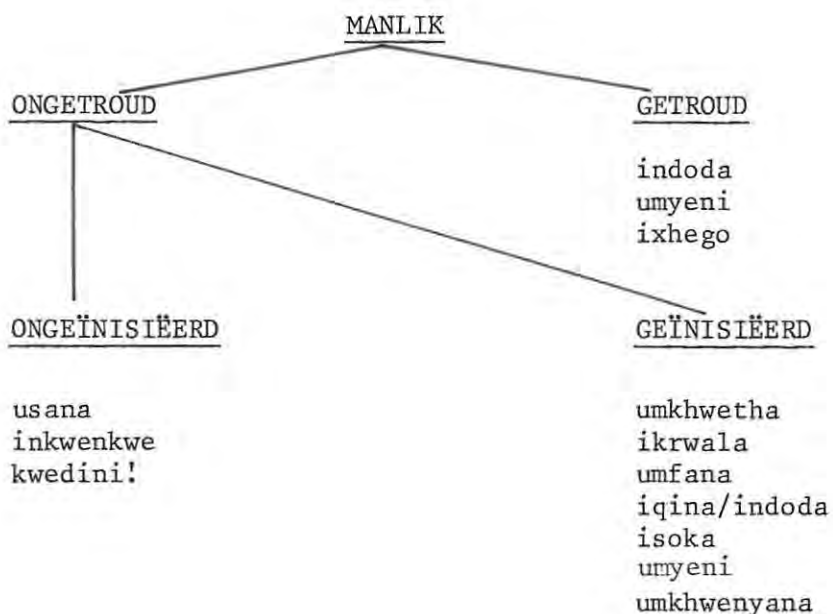 MANLIK
ONGETROUD
GETROUD
indoda
umyeni
ixhego
ONGEÏNISIËERD
GEÏNISIËERD
usana
inkwenkwe
kwedini!
umkhwetha
ikrwala
umfana
iqina/indoda
isoka
umyeni
umkhwenyana